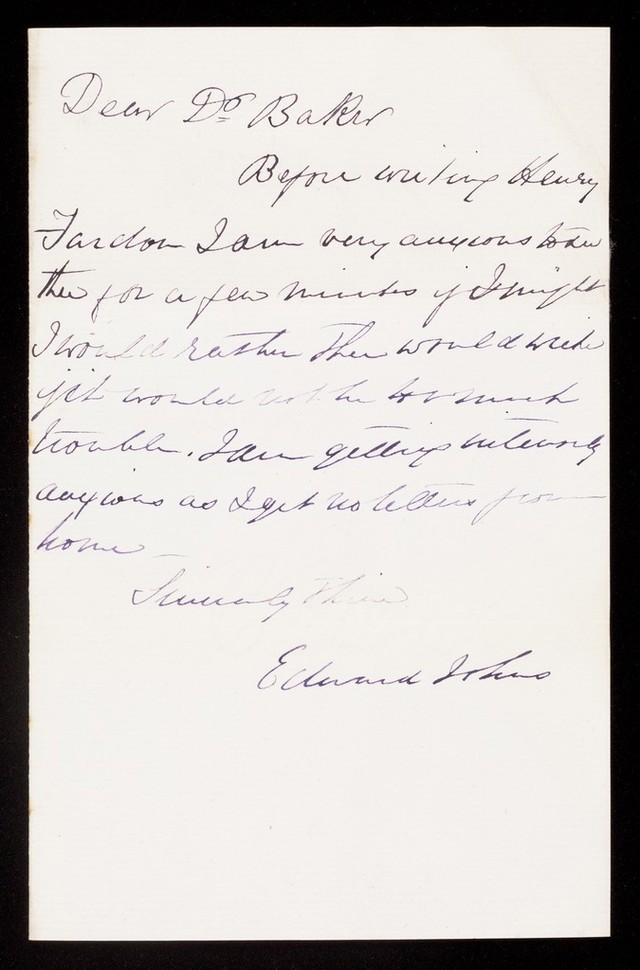 Dear Dr Baker
Before writing Henry
Fardon I am very anxious to see
thee for a few minutes if I might
I would rather thee would write
if it would not be too much
trouble. I am getting intensely
anxious as I get no letters from
home
Sincerely Thine
Edward Johns